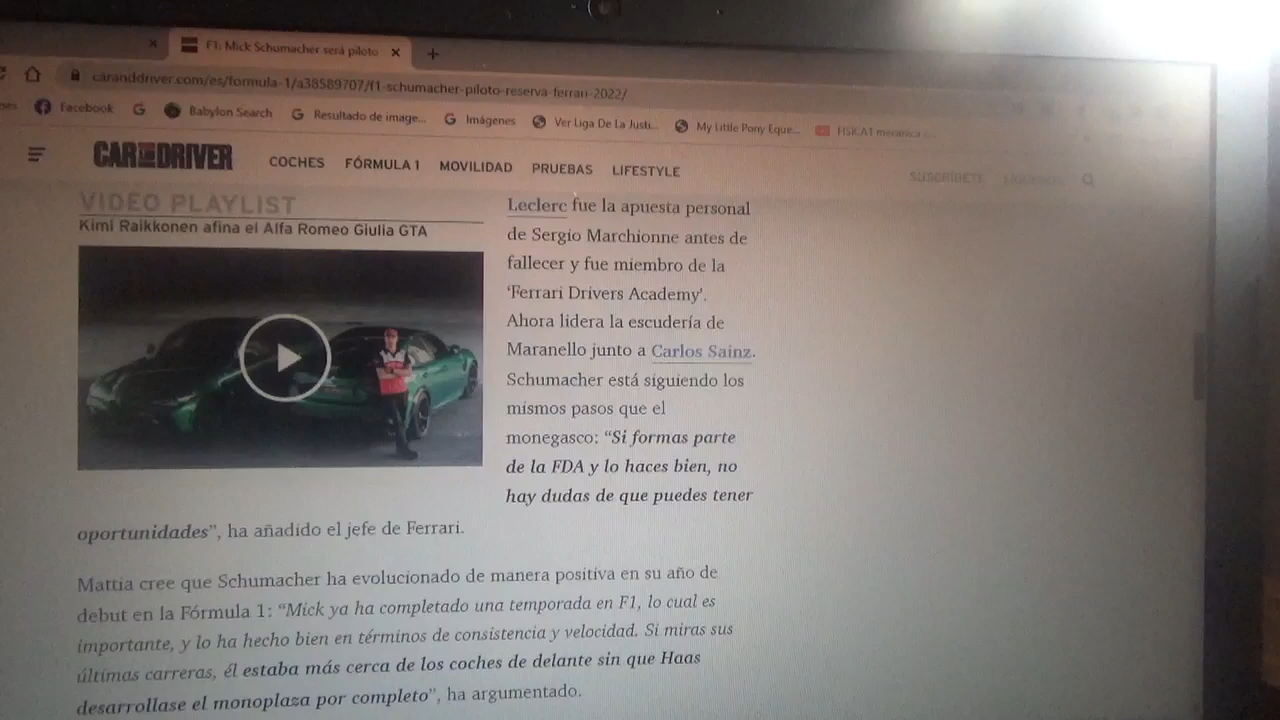 F1: Mick Schumacher será piloto
caranddriver.com/es/formula-1/a38589707/f1-schumacher-piloto-reserva-ferrari-2022/
Facebook
Babylon Search
Resultado de image...
Imágenes
Ver Liga De La Justi...
My Little Pony Eque...
CAR AND DRIVER
COCHES
FÓRMULA 1
MOVILIDAD
PRUEBAS
LIFESTYLE
SUSCRÍBETE
VIDEO PLAYLIST
Kimi Raikkonen afina el Alfa Romeo Giulia GTA
Leclerc fue la apuesta personal
de Sergio Marchionne antes de
fallecer y fue miembro de la
‘Ferrari Drivers Academy’.
Ahora lidera la escudería de
Maranello junto a Carlos Sainz.
Schumacher está siguiendo los
mismos pasos que el
monegasco: “Si formas parte
de la FDA y lo haces bien, no
hay dudas de que puedes tener
oportunidades”, ha añadido el jefe de Ferrari.
Mattia cree que Schumacher ha evolucionado de manera positiva en su año de
debut en la Fórmula 1: “Mick ya ha completado una temporada en F1, lo cual es
importante, y lo ha hecho bien en términos de consistencia y velocidad. Si miras sus
últimas carreras, él estaba más cerca de los coches de delante sin que Haas
desarrollase el monoplaza por completo”, ha argumentado.